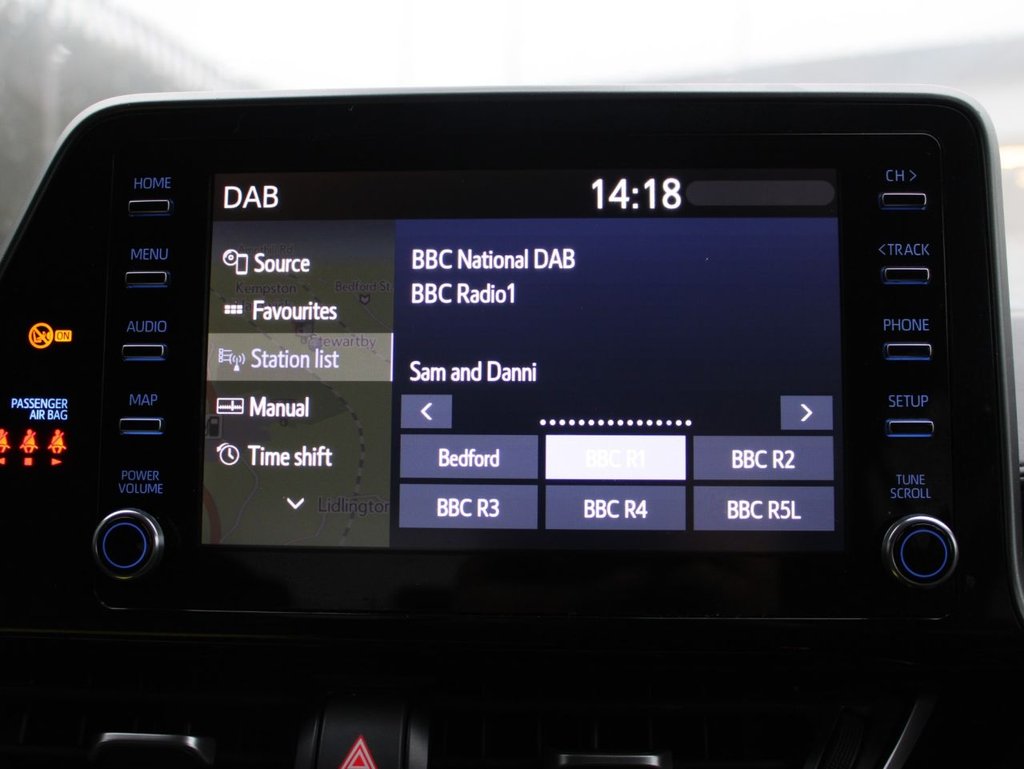 HOME
MENU
AUDIO
MAP
POWER
VOLUME
ON
PASSENGER
AIR BAG
DAB
14:18
Source
Favourites
Station list
Manual
Time shift
Kempston
Bedford St
Stewartby
Lidlington
BBC National DAB
BBC Radio1
Sam and Danni
<
>
Bedford
BBC R1
BBC R2
BBC R3
BBC R4
BBC R5L
CH >
<TRACK
PHONE
SETUP
TUNE
SCROLL